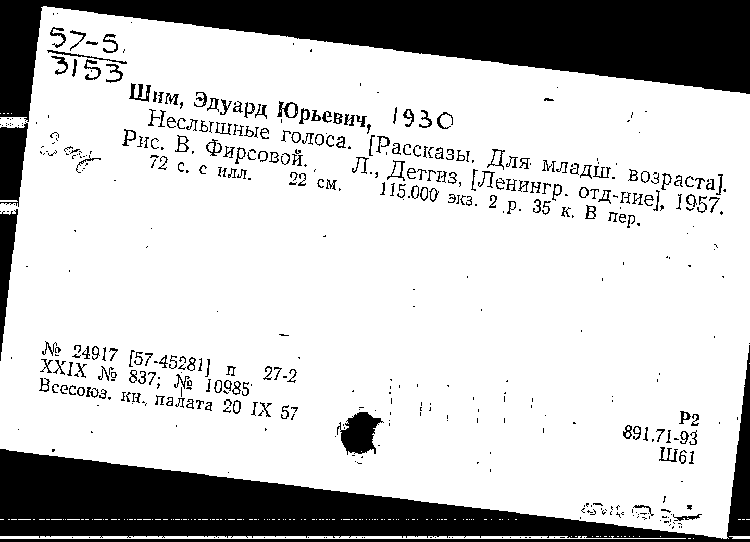 57-5
3153
Шим, Эдуард Юрьевич, 1930
Неслышные голоса. [Рассказы. Для младш. возраста].
Рис. В. Фирсовой. Л., Детгиз, [Ленингр. отд-ние], 1957.
72 с. с илл. 22 см. 115.000 экз. 2 р. 35 к. В пер.
№ 24917 [57-45281] п 27-2
XXIX № 837; № 10985
Всесоюз. кн. палата 20 IX 57
Р2
891.71-93
Ш61